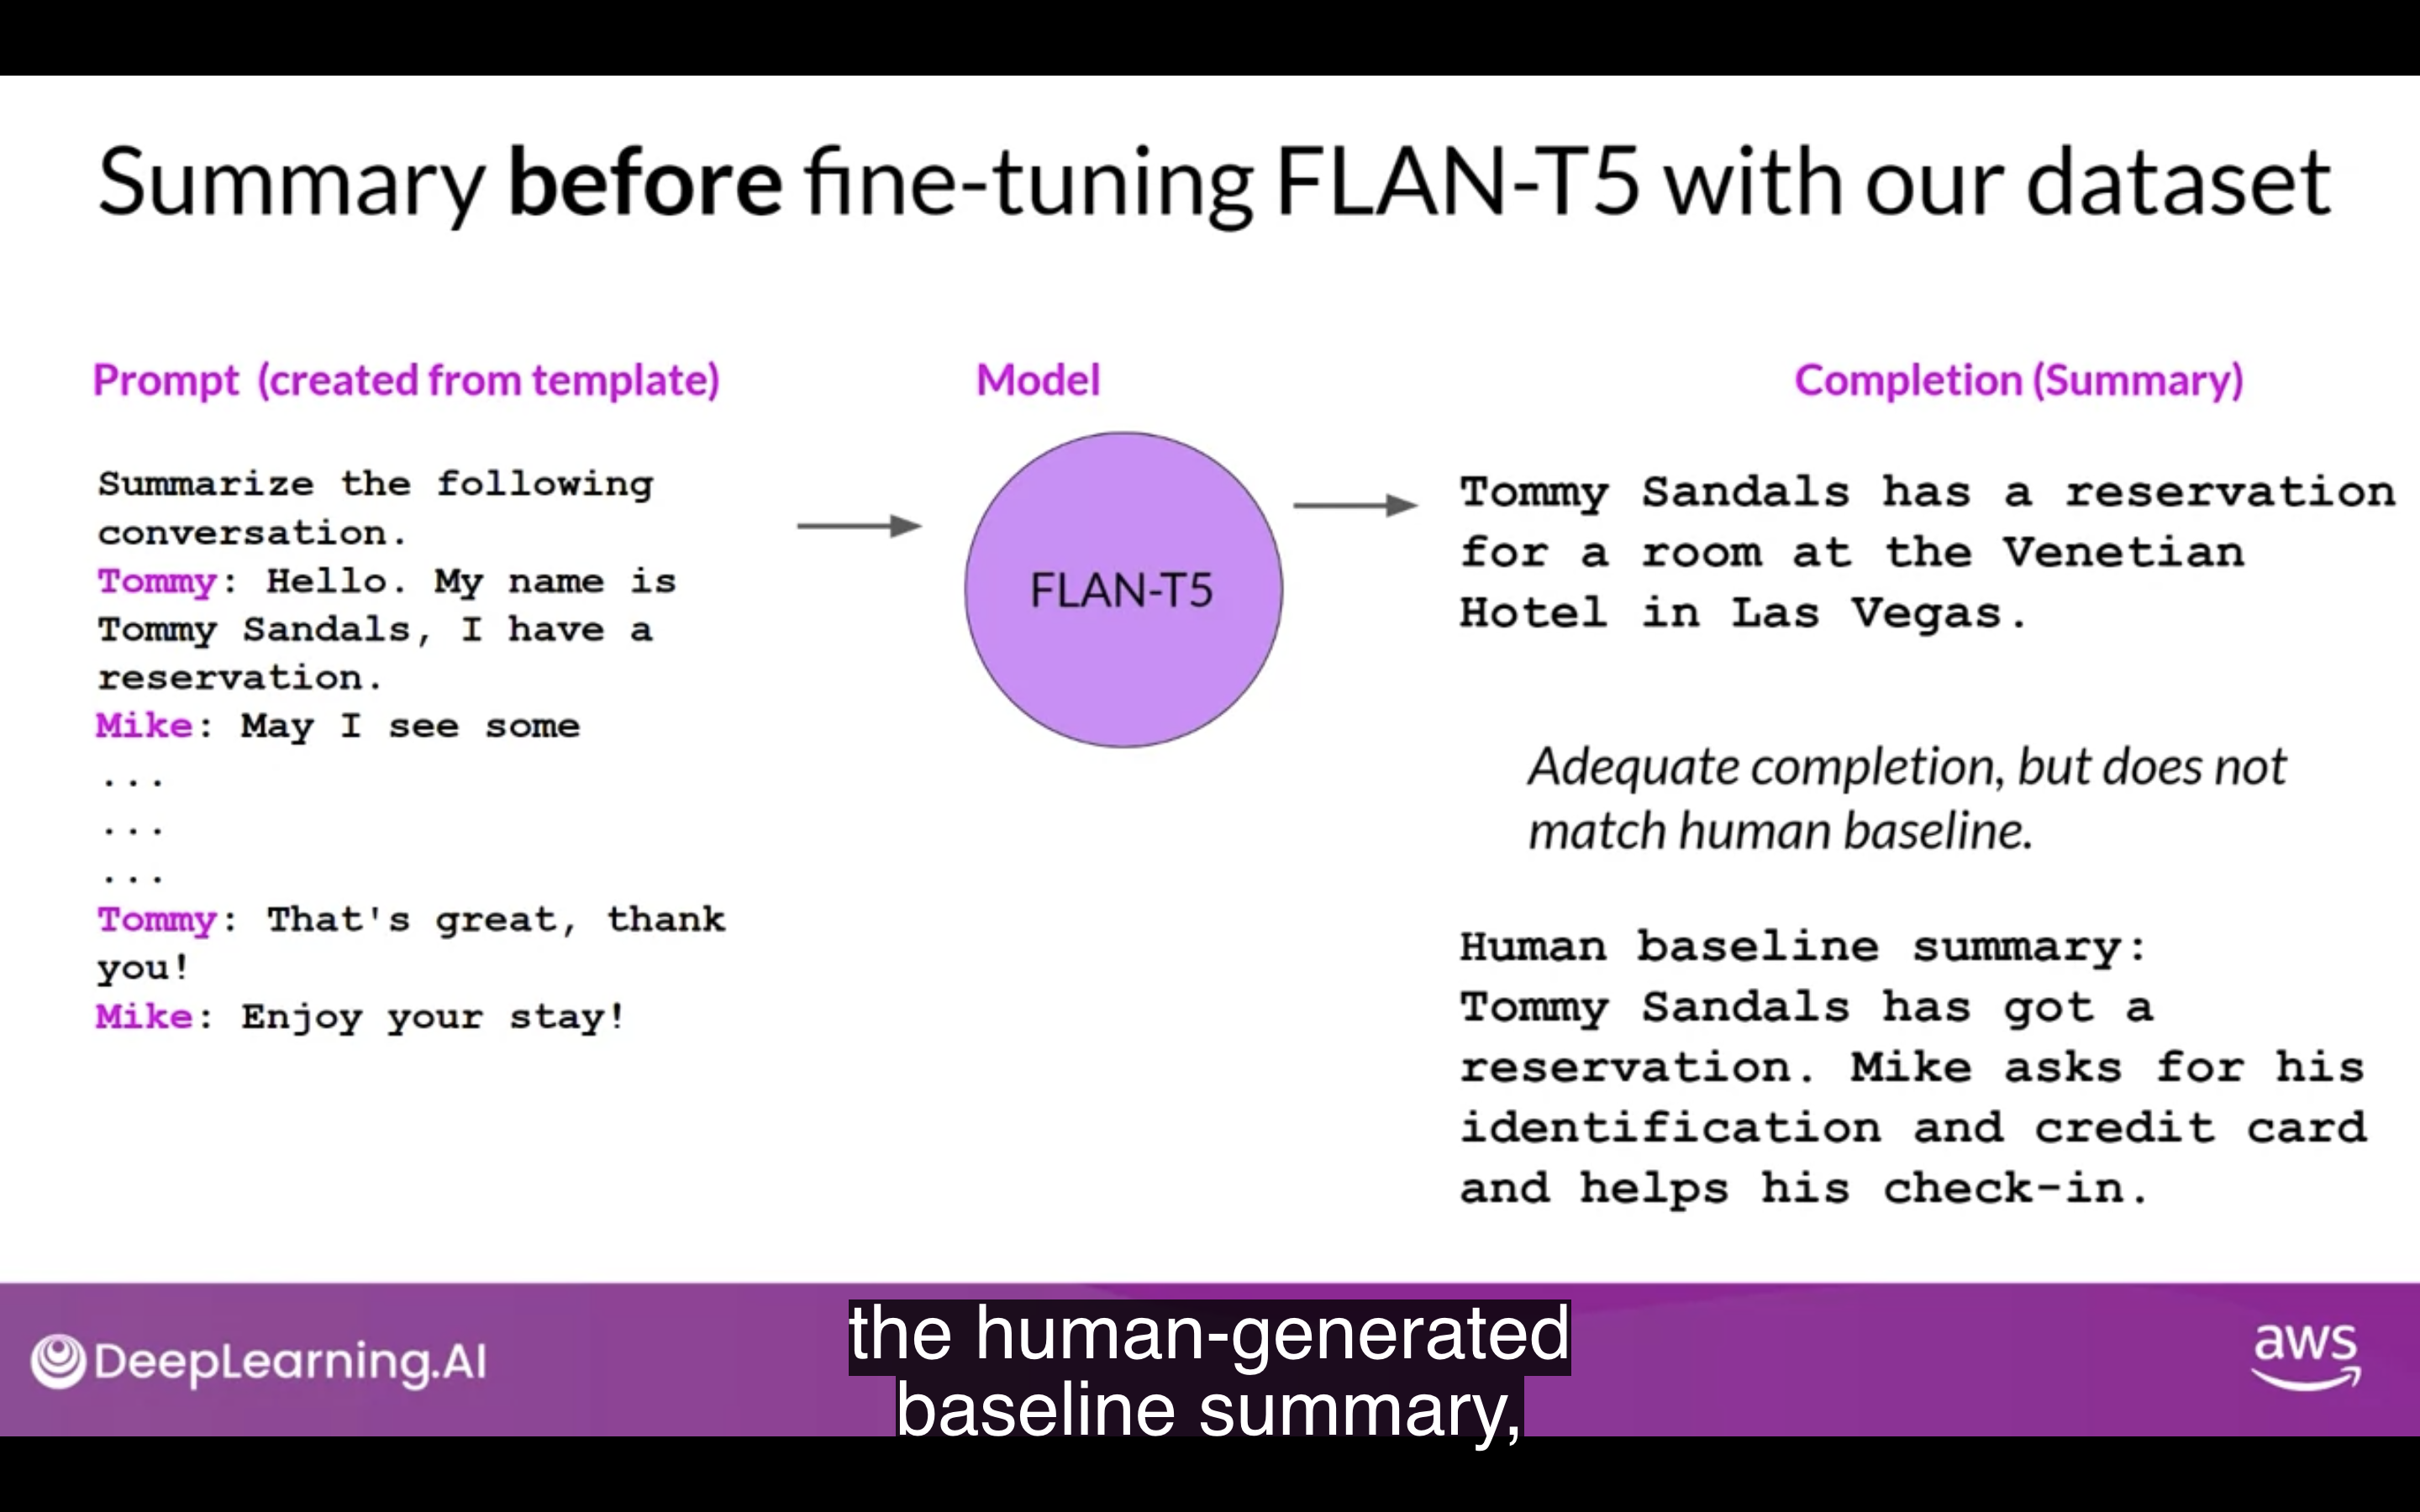 Summary before fine-tuning FLAN-T5 with our dataset
Prompt (created from template)
Summarize the following
conversation.
Tommy: Hello. My name is
Tommy Sandals, I have a
reservation.
Mike: May I see some
...
...
...
Tommy: That's great, thank
you!
Mike: Enjoy your stay!
Model
FLAN-T5
Completion (Summary)
Tommy Sandals has a reservation
for a room at the Venetian
Hotel in Las Vegas.
Adequate completion, but does not
match human baseline.
Human baseline summary:
Tommy Sandals has got a
reservation. Mike asks for his
identification and credit card
and helps his check-in.
DeepLearning.AI
the human-generated
baseline summary,
aws